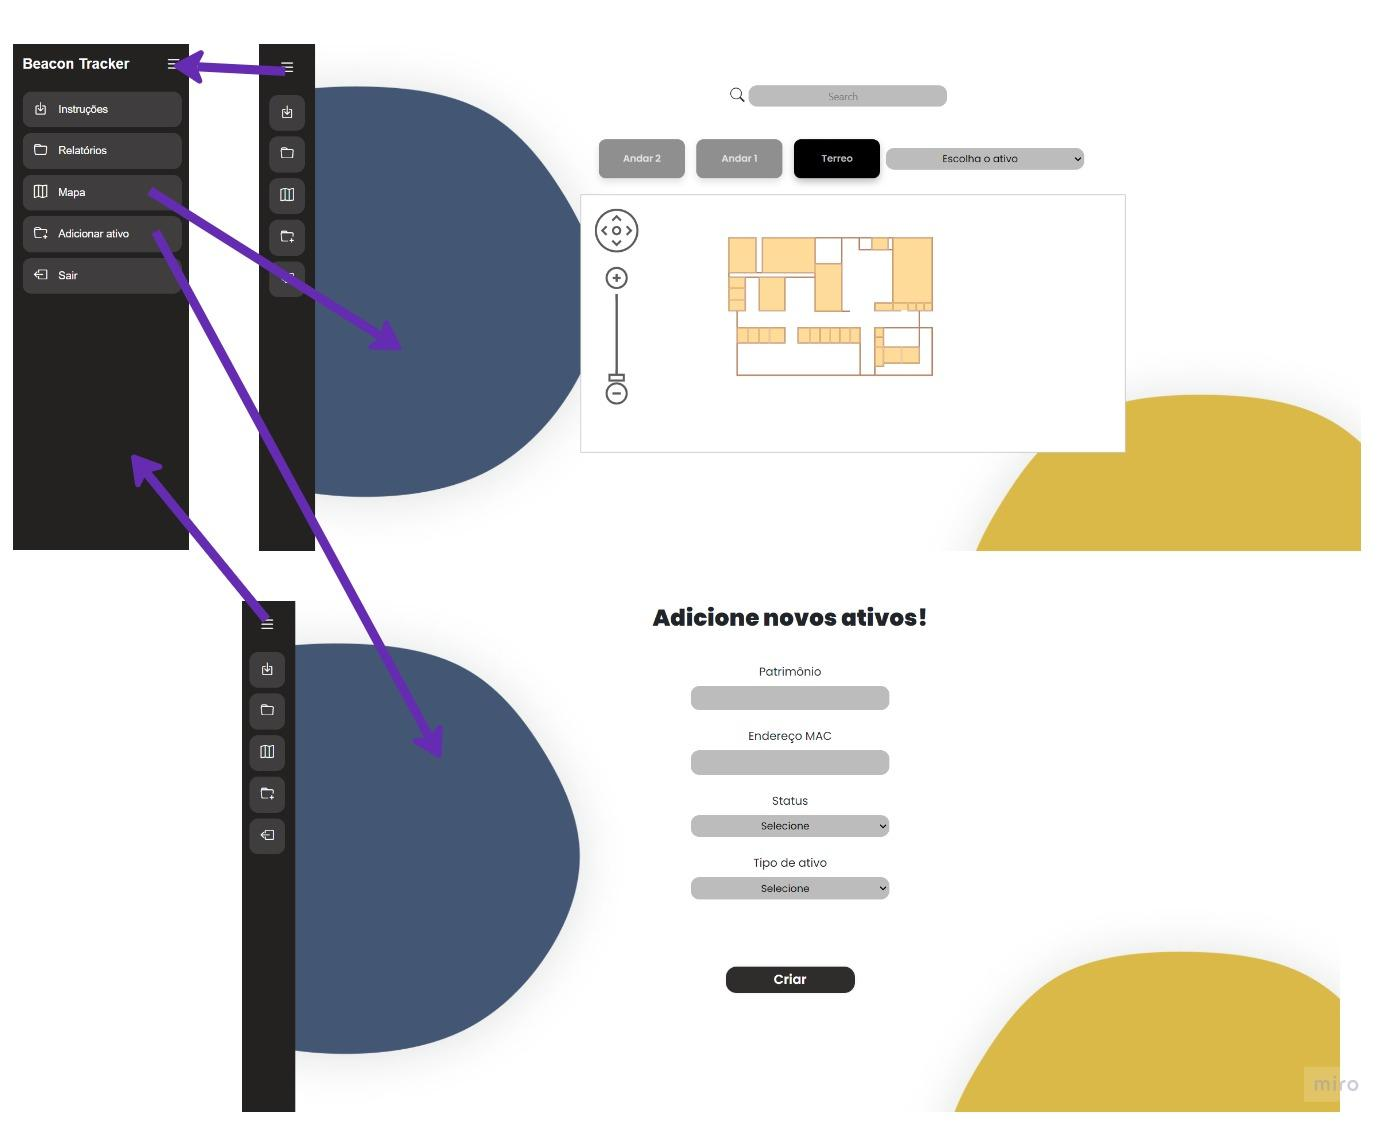 Beacon Tracker
Instruções
Relatórios
Mapa
Adicionar ativo
Sair
Search
Andar 2
Andar 1
Terreo
Escolha o ativo
Adicione novos ativos!
Patrimônio
Endereço MAC
Status
Selecione
Tipo de ativo
Selecione
Criar
miro